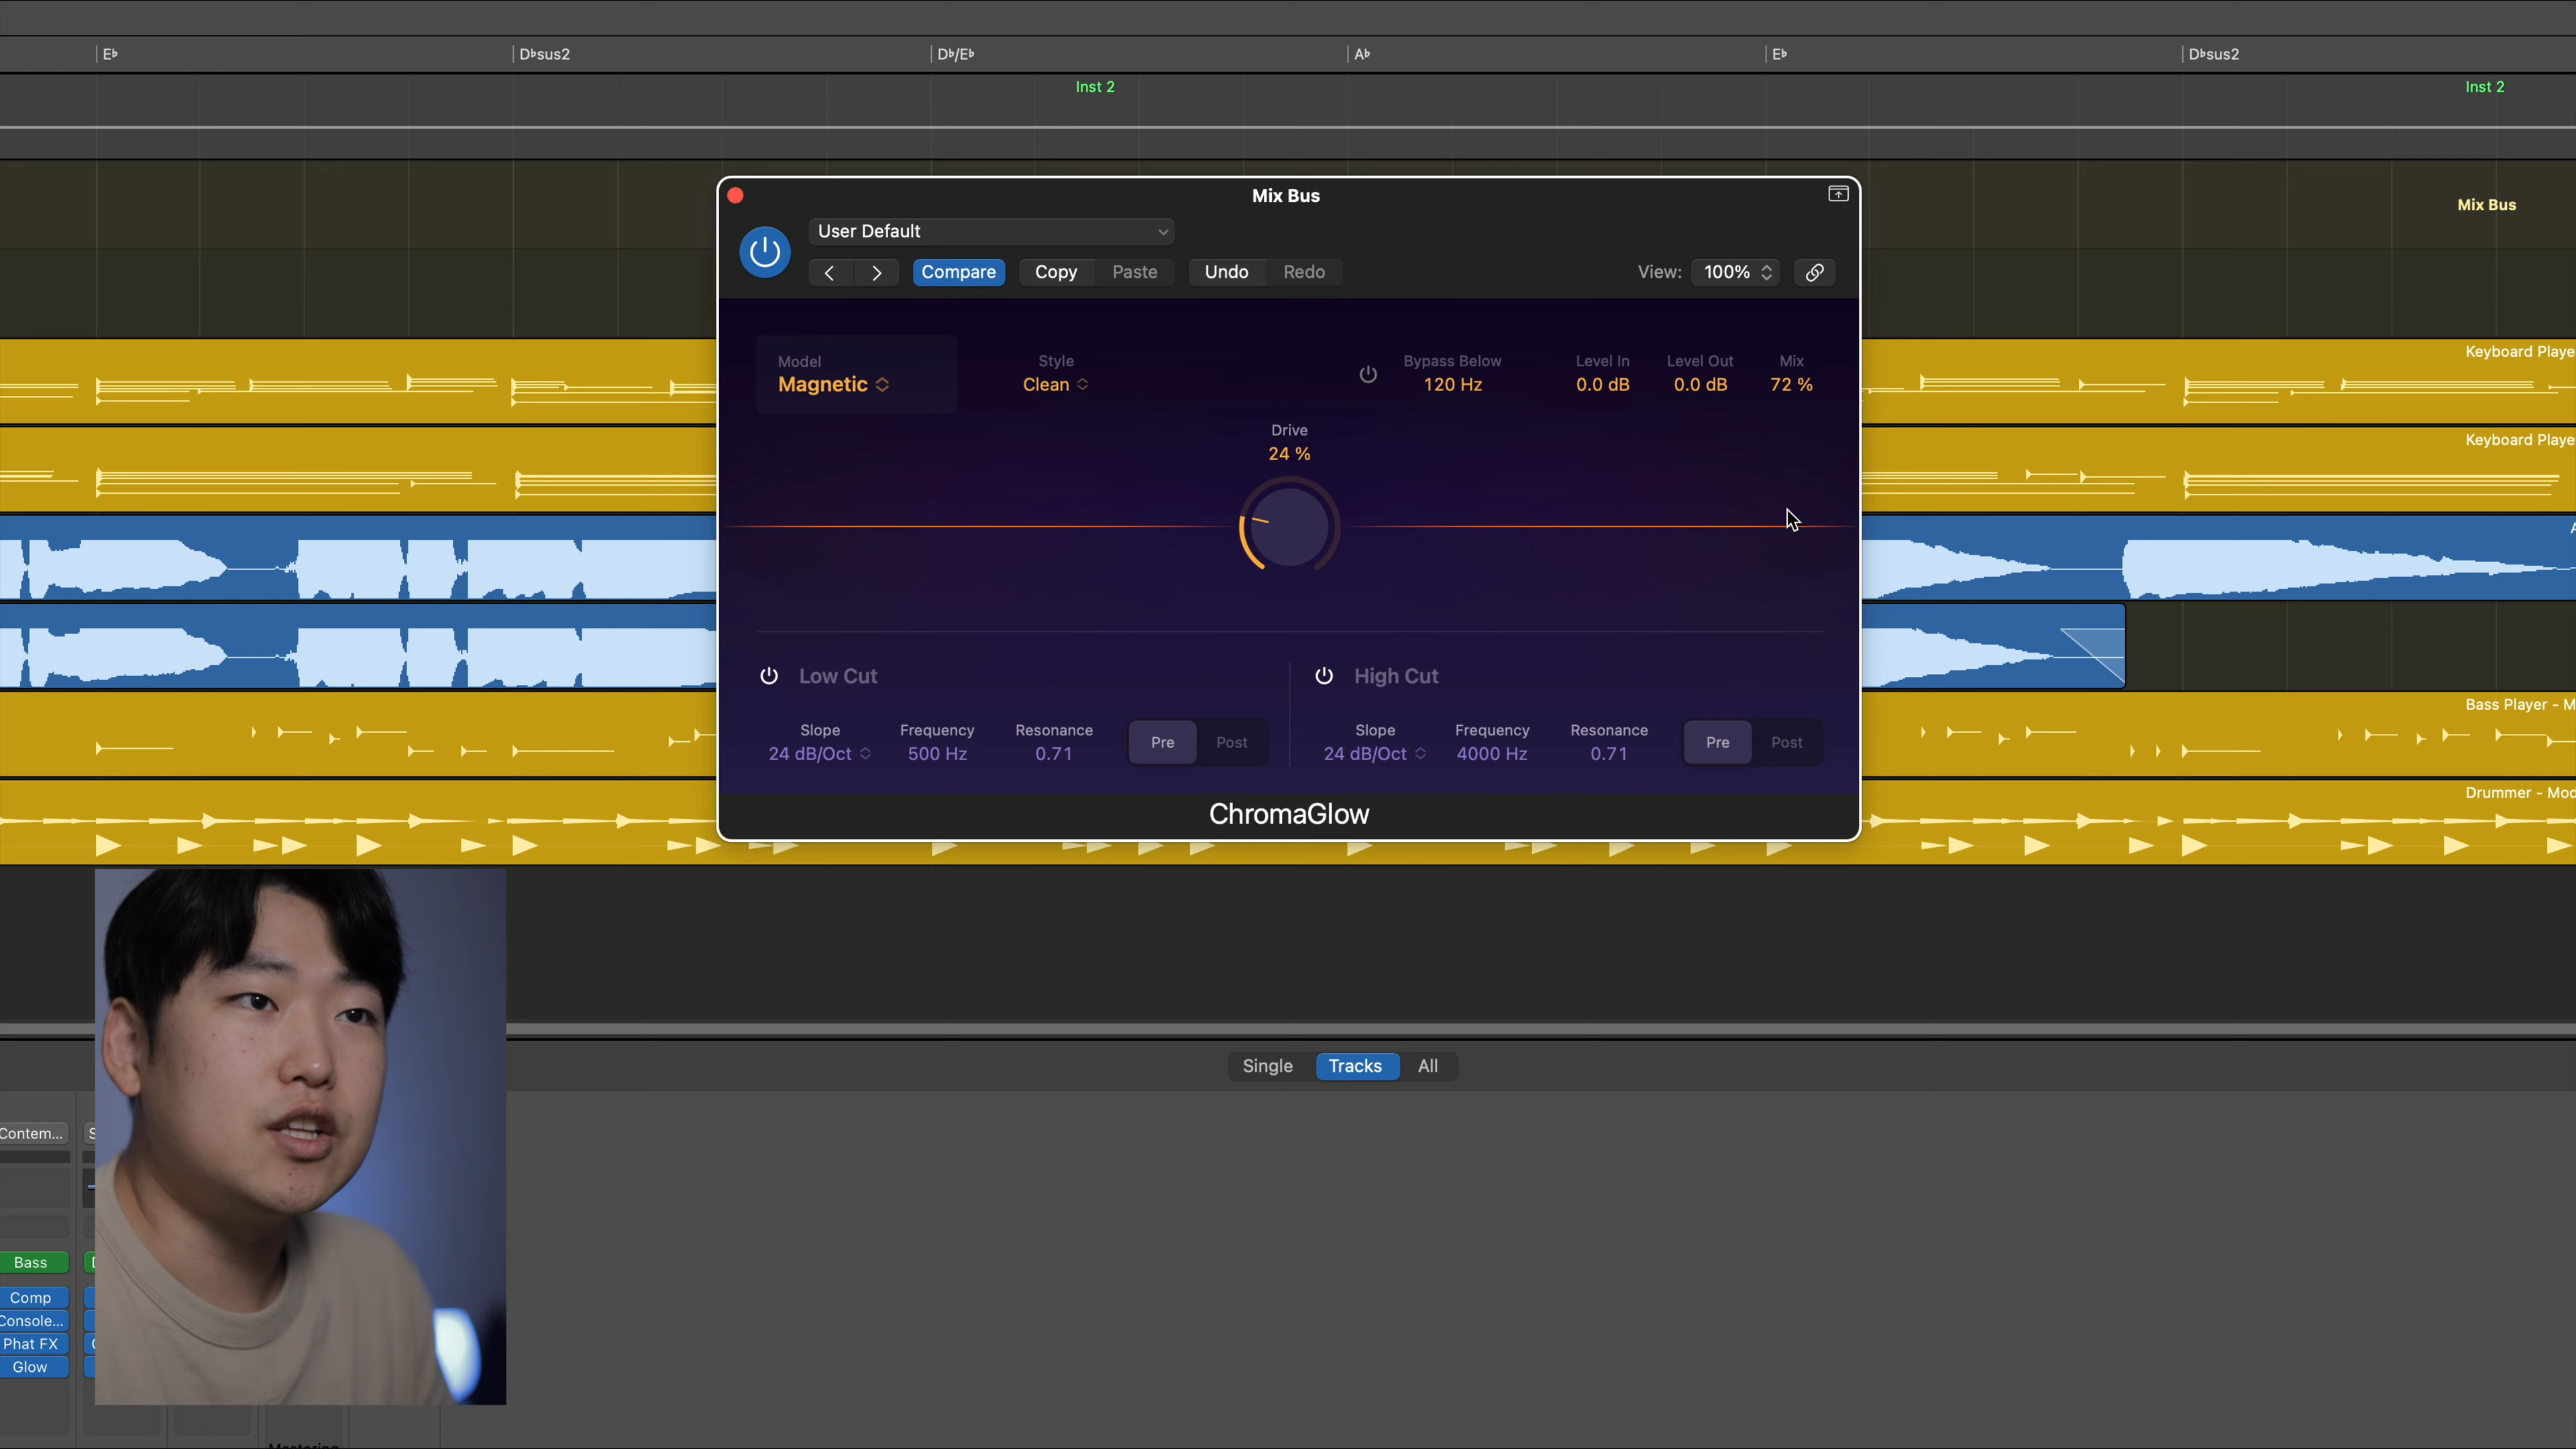 E♭ D♭sus2 D♭/E♭ A♭ E♭ D♭sus2
Inst 2 Inst 2
Mix Bus
Mix Bus
User Default
Compare Copy Paste Undo Redo View: 100%
Model Style Bypass Below Level In Level Out Mix
Magnetic Clean 120 Hz 0.0 dB 0.0 dB 72 %
Keyboard Playe
Drive
24 %
Keyboard Playe
Low Cut High Cut
Slope Frequency Resonance Pre Post Slope Frequency Resonance Pre Post
24 dB/Oct 500 Hz 0.71 24 dB/Oct 4000 Hz 0.71
Bass Player - M
Drummer - Mod
ChromaGlow
Single Tracks All
Contem... S
Bass
Comp
Console...
Phat FX
Glow